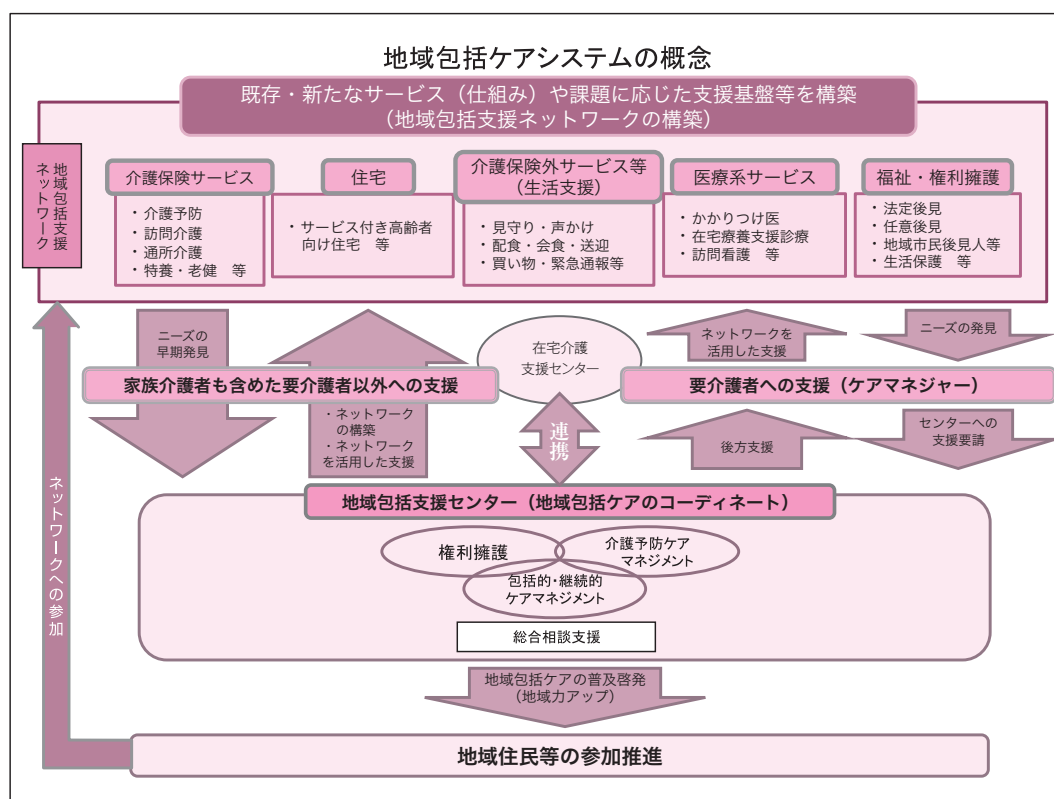 地域包括ケアシステムの概念
既存・新たなサービス（仕組み）や課題に応じた支援基盤等を構築
（地域包括支援ネットワークの構築）
地域包括支援
ネットワーク
介護保険サービス
・ 介護予防
・ 訪問介護
・ 通所介護
・ 特養・老健　等
住宅
・ サービス付き高齢者
向け住宅　等
介護保険外サービス等
（生活支援）
・ 見守り・声かけ
・ 配食・会食・送迎
・ 買い物・緊急通報等
医療系サービス
・ かかりつけ医
・ 在宅療養支援診療
・ 訪問看護　等
福祉・権利擁護
・ 法定後見
・ 任意後見
・ 地域市民後見人等
・ 生活保護　等
ニーズの
早期発見
在宅介護
支援センター
ネットワークを
活用した支援
ニーズの発見
家族介護者も含めた要介護者以外への支援
要介護者への支援（ケアマネジャー）
・ネットワーク
の構築
・ネットワーク
を活用した支援
連携
後方支援
センターへの
支援要請
地域包括支援センター（地域包括ケアのコーディネート）
権利擁護
介護予防ケア
マネジメント
包括的・継続的
ケアマネジメント
総合相談支援
ネットワークへの参加
地域包括ケアの普及啓発
（地域力アップ）
地域住民等の参加推進